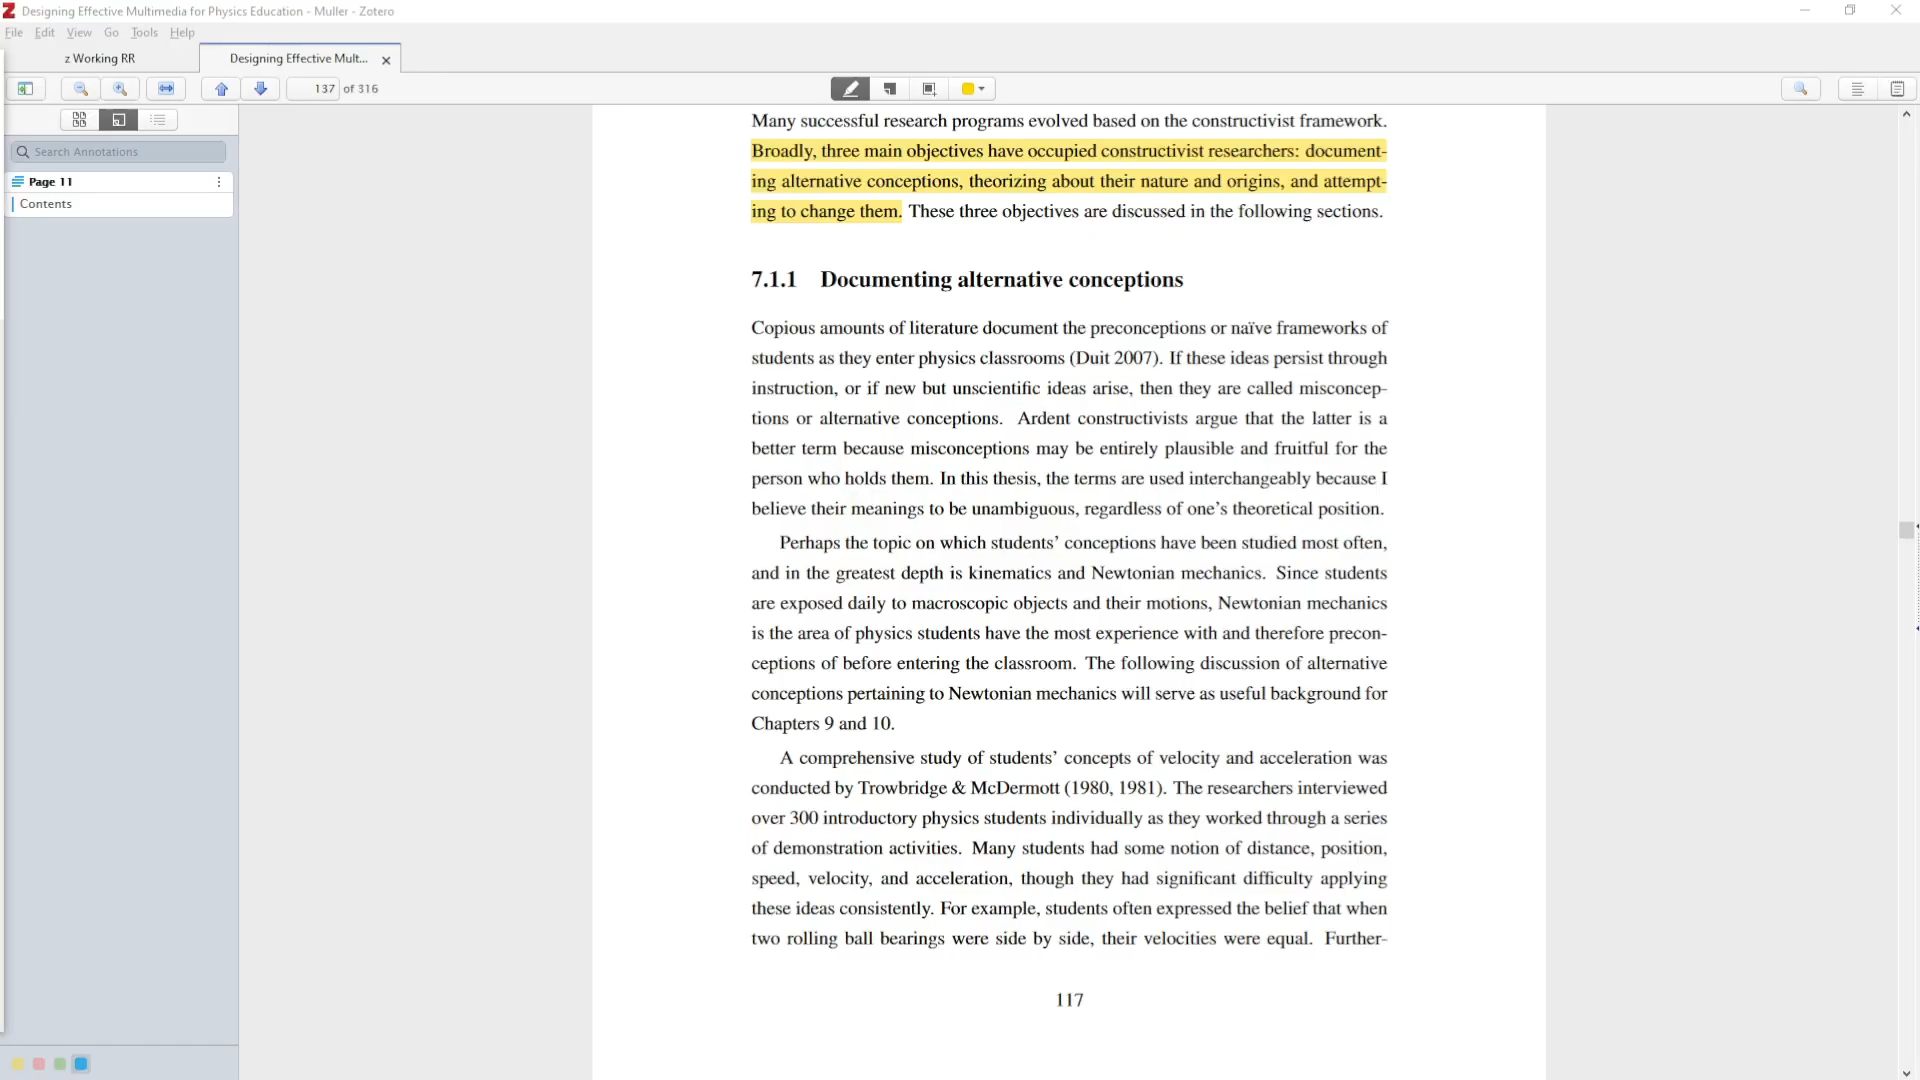 Designing Effective Multimedia for Physics Education - Muller - Zotero
File Edit View Go Tools Help
z Working RR
Designing Effective Mult...
137 of 316
Search Annotations
Page 11
Contents
Many successful research programs evolved based on the constructivist framework.
Broadly, three main objectives have occupied constructivist researchers: document-
ing alternative conceptions, theorizing about their nature and origins, and attempt-
ing to change them. These three objectives are discussed in the following sections.
7.1.1 Documenting alternative conceptions
Copious amounts of literature document the preconceptions or naïve frameworks of
students as they enter physics classrooms (Duit 2007). If these ideas persist through
instruction, or if new but unscientific ideas arise, then they are called misconcep-
tions or alternative conceptions. Ardent constructivists argue that the latter is a
better term because misconceptions may be entirely plausible and fruitful for the
person who holds them. In this thesis, the terms are used interchangeably because I
believe their meanings to be unambiguous, regardless of one's theoretical position.
Perhaps the topic on which students' conceptions have been studied most often,
and in the greatest depth is kinematics and Newtonian mechanics. Since students
are exposed daily to macroscopic objects and their motions, Newtonian mechanics
is the area of physics students have the most experience with and therefore precon-
ceptions of before entering the classroom. The following discussion of alternative
conceptions pertaining to Newtonian mechanics will serve as useful background for
Chapters 9 and 10.
A comprehensive study of students' concepts of velocity and acceleration was
conducted by Trowbridge & McDermott (1980, 1981). The researchers interviewed
over 300 introductory physics students individually as they worked through a series
of demonstration activities. Many students had some notion of distance, position,
speed, velocity, and acceleration, though they had significant difficulty applying
these ideas consistently. For example, students often expressed the belief that when
two rolling ball bearings were side by side, their velocities were equal. Further-
117